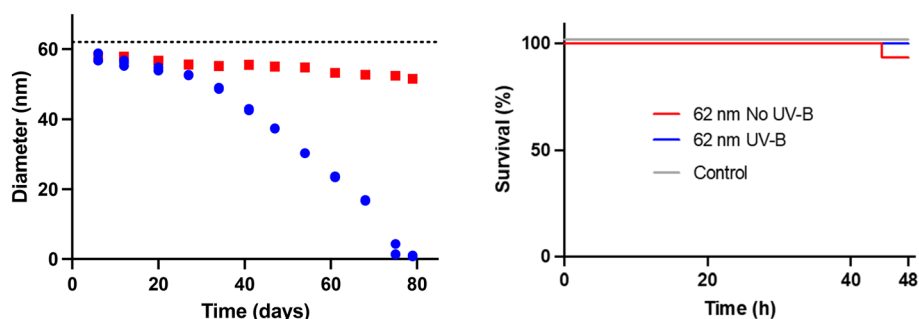 Diameter (nm)
60
40
20
0
0 20 40 60 80
Time (days)
Survival (%)
100
50
0
62 nm No UV-B
62 nm UV-B
Control
0 20 40 48
Time (h)